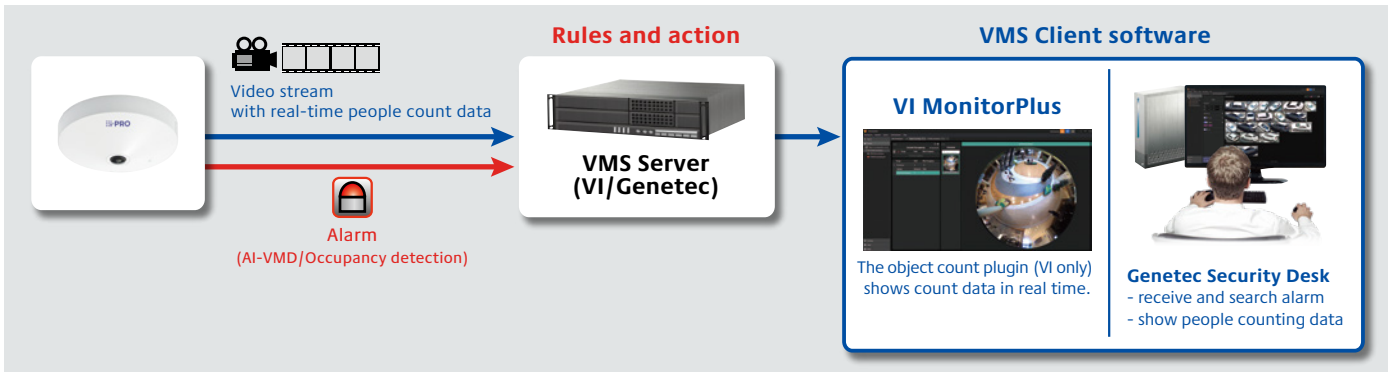 i-PRO
Video stream
with real-time people count data
Alarm
(AI-VMD/Occupancy detection)
Rules and action
VMS Server
(VI/Genetec)
VMS Client software
VI MonitorPlus
The object count plugin (VI only)
shows count data in real time.
Genetec Security Desk
- receive and search alarm
- show people counting data